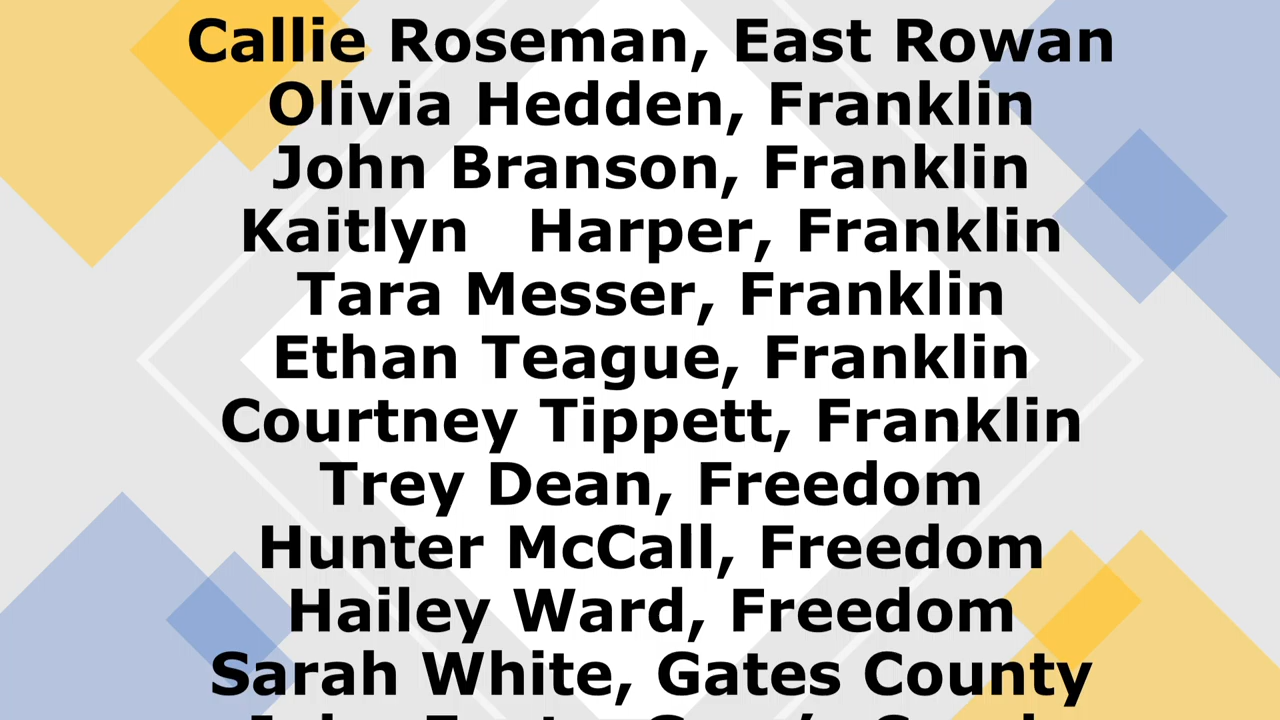 Callie Roseman, East Rowan
Olivia Hedden, Franklin
John Branson, Franklin
Kaitlyn   Harper, Franklin
Tara Messer, Franklin
Ethan Teague, Franklin
Courtney Tippett, Franklin
Trey Dean, Freedom
Hunter McCall, Freedom
Hailey Ward, Freedom
Sarah White, Gates County